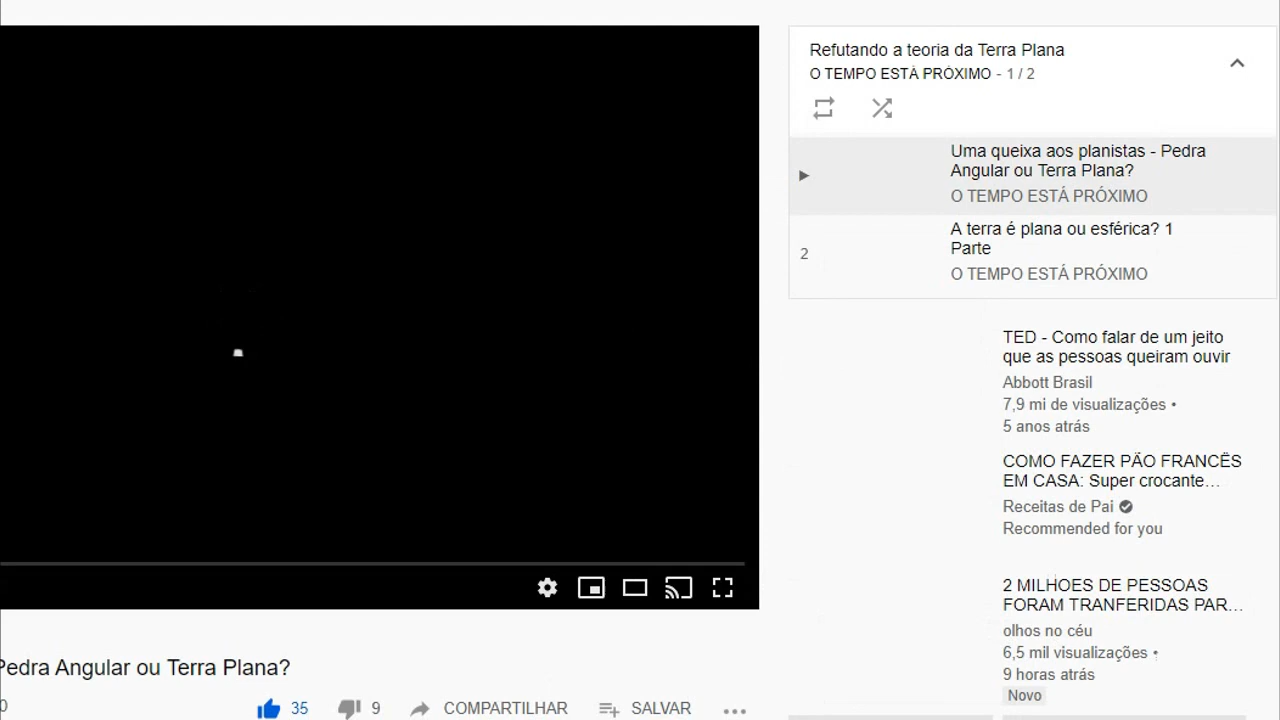 Refutando a teoria da Terra Plana
O TEMPO ESTÁ PRÓXIMO - 1 / 2
Uma queixa aos planistas - Pedra
Angular ou Terra Plana?
O TEMPO ESTÁ PRÓXIMO
2
A terra é plana ou esférica? 1
Parte
O TEMPO ESTÁ PRÓXIMO
TED - Como falar de um jeito
que as pessoas queiram ouvir
Abbott Brasil
7,9 mi de visualizações •
5 anos atrás
COMO FAZER PÃO FRANCÊS
EM CASA: Super crocante…
Receitas de Pai
Recommended for you
2 MILHÕES DE PESSOAS
FORAM TRANFERIDAS PAR…
olhos no céu
6,5 mil visualizações •
9 horas atrás
Novo
Pedra Angular ou Terra Plana?
0
35
9
COMPARTILHAR
SALVAR